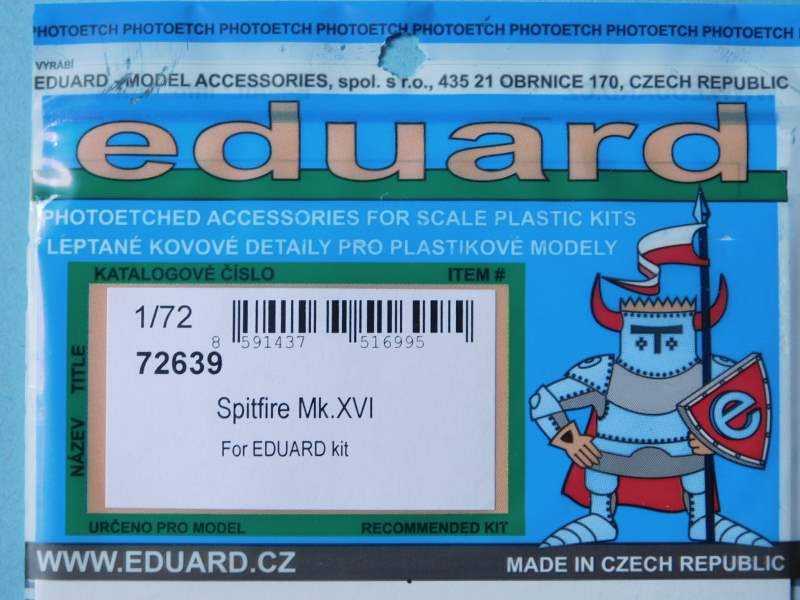 PHOTOETCH PHOTOETCH PHOTOETCH PHOTOETCH PHOTOETCH PHOTOETCH PHOTOETCH PHOTOETCH
VYRÁBÍ
EDUARD - MODEL ACCESSORIES, spol. s r.o., 435 21 OBRNICE 170, CZECH REPUBLIC
eduard
PHOTOETCHED ACCESSORIES FOR SCALE PLASTIC KITS
LEPTANÉ KOVOVÉ DETAILY PRO PLASTIKOVÉ MODELY
KATALOGOVÉ ČÍSLO ITEM #
1/72
8 591437 516995
72639
NÁZEV TITLE
Spitfire Mk.XVI
For EDUARD kit
e
URČENO PRO MODEL RECOMMENDED KIT
WWW.EDUARD.CZ MADE IN CZECH REPUBLIC